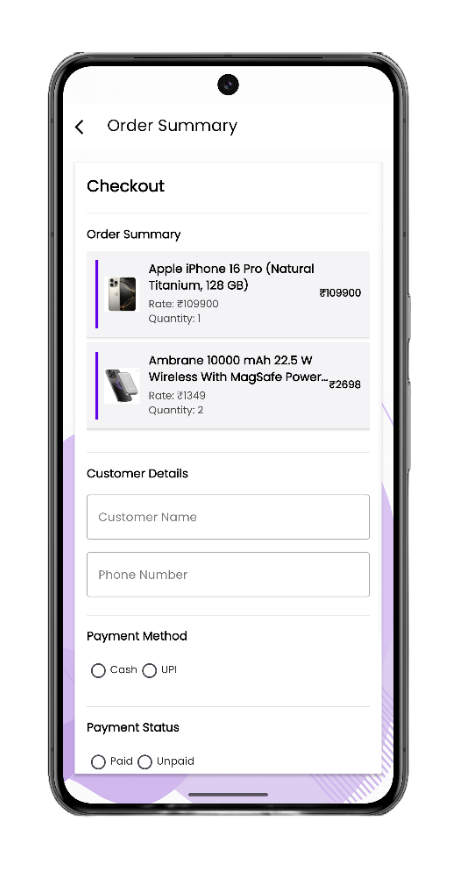 Order Summary
Checkout
Order Summary
Apple iPhone 16 Pro (Natural
Titanium, 128 GB)
₹109900
Rate: ₹109900
Quantity: 1
Ambrane 10000 mAh 22.5 W
Wireless With MagSafe Power...
₹2698
Rate: ₹1349
Quantity: 2
Customer Details
Customer Name
Phone Number
Payment Method
Cash UPI
Payment Status
Paid Unpaid